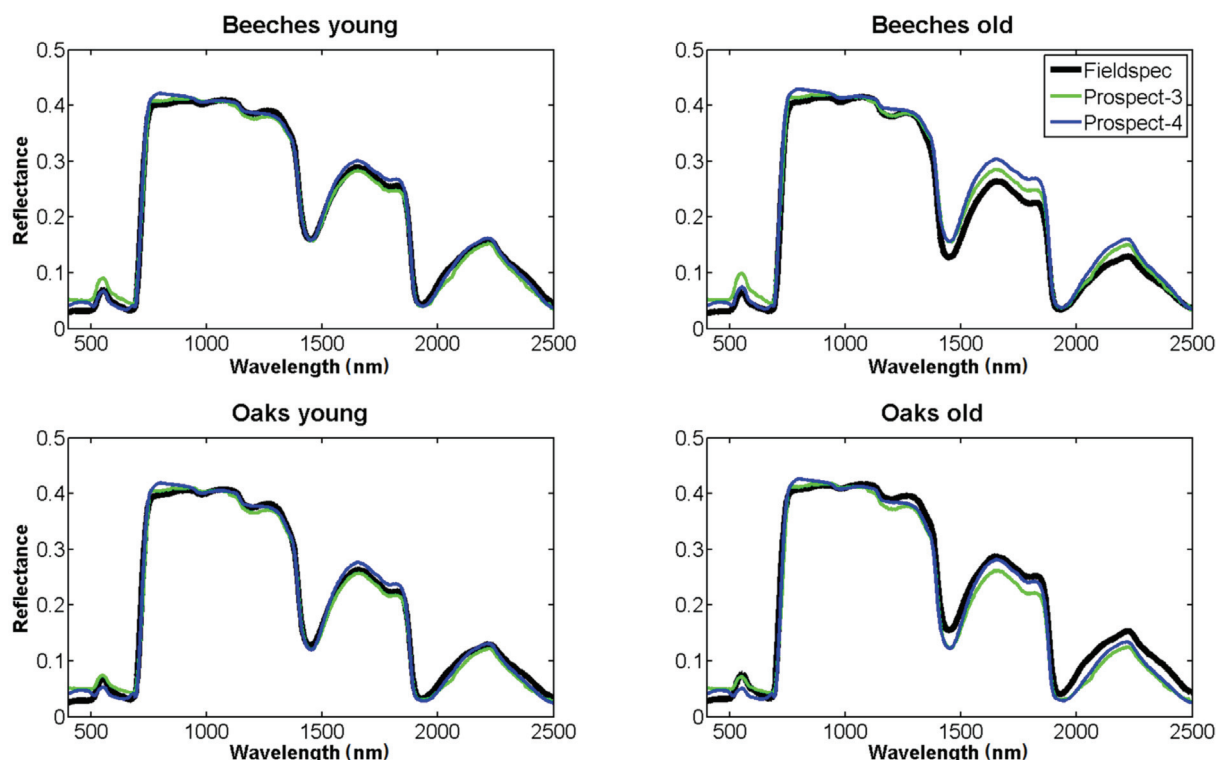 Beeches young
0.5
0.4
0.3
0.2
0.1
0
Reflectance
500 1000 1500 2000 2500
Wavelength (nm)
Beeches old
Fieldspec
Prospect-3
Prospect-4
0.5
0.4
0.3
0.2
0.1
0
500 1000 1500 2000 2500
Wavelength (nm)
Oaks young
0.5
0.4
0.3
0.2
0.1
0
Reflectance
500 1000 1500 2000 2500
Wavelength (nm)
Oaks old
0.5
0.4
0.3
0.2
0.1
0
500 1000 1500 2000 2500
Wavelength (nm)